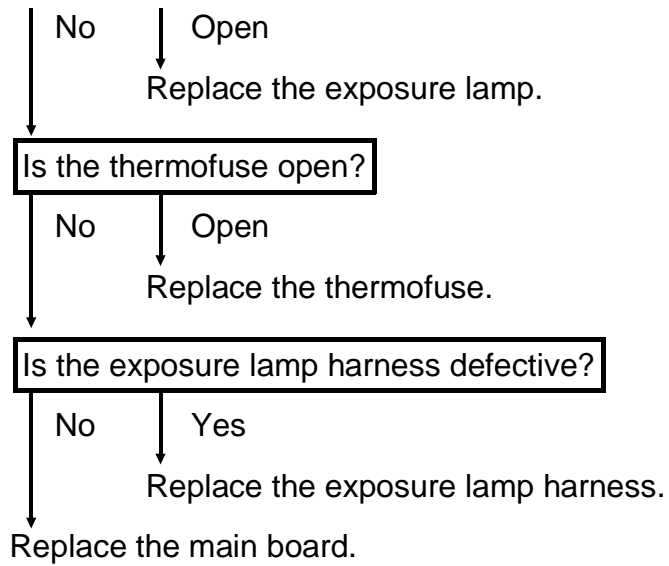 No Open
Replace the exposure lamp.
Is the thermofuse open?
No Open
Replace the thermofuse.
Is the exposure lamp harness defective?
No Yes
Replace the exposure lamp harness.
Replace the main board.